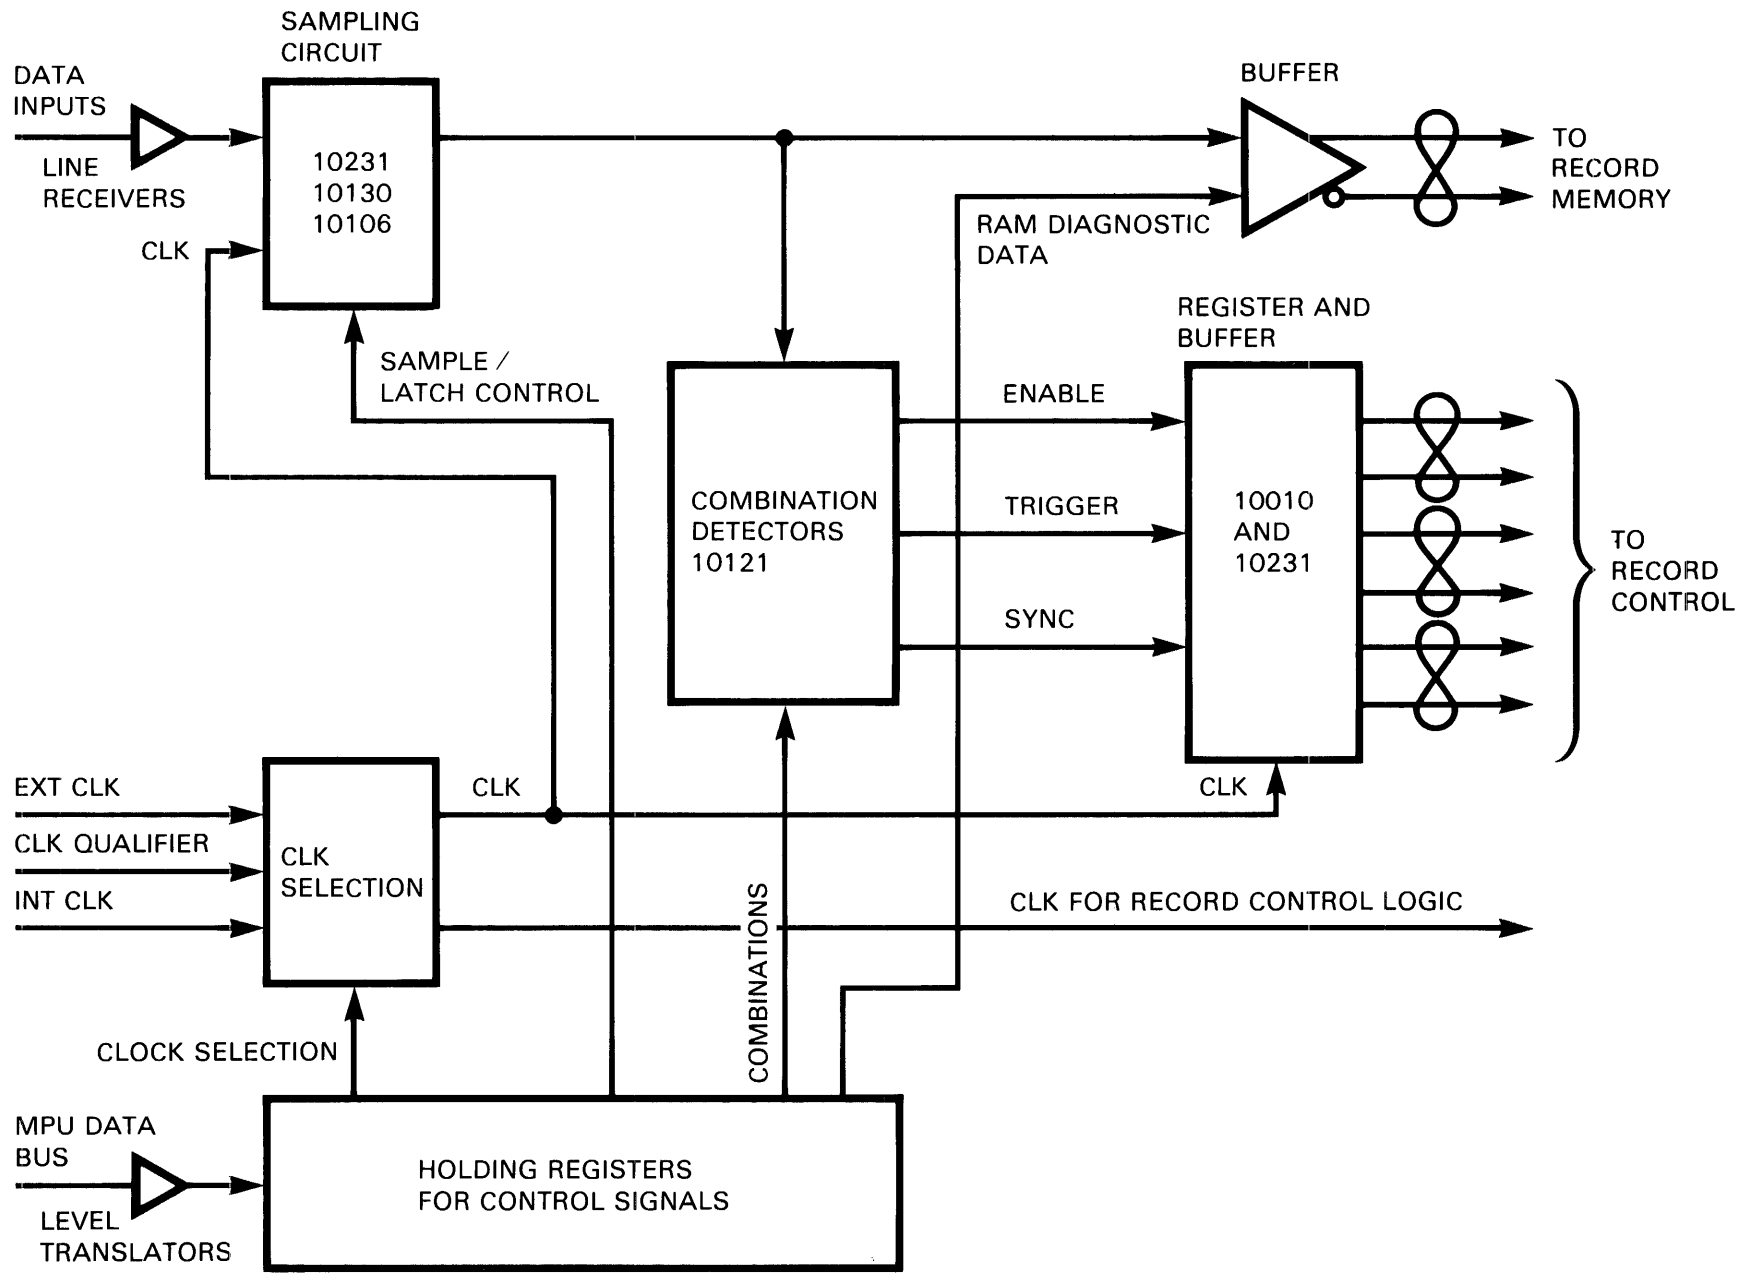 SAMPLING
CIRCUIT
DATA
INPUTS
LINE
RECEIVERS
10231
10130
10106
CLK
BUFFER
TO
RECORD
MEMORY
RAM DIAGNOSTIC
DATA
SAMPLE /
LATCH CONTROL
REGISTER AND
BUFFER
ENABLE
COMBINATION
DETECTORS
10121
TRIGGER
SYNC
10010
AND
10231
TO
RECORD
CONTROL
EXT CLK
CLK QUALIFIER
INT CLK
CLK
SELECTION
CLK
CLK
CLK FOR RECORD CONTROL LOGIC
COMBINATIONS
CLOCK SELECTION
MPU DATA
BUS
LEVEL
TRANSLATORS
HOLDING REGISTERS
FOR CONTROL SIGNALS